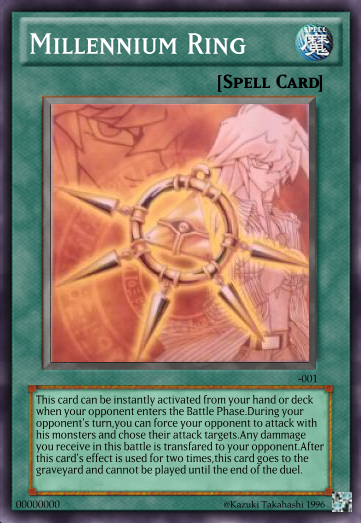 MILLENNIUM RING
SPELL
魔
[SPELL CARD]
-001
This card can be instantly activated from your hand or deck
when your opponent enters the Battle Phase.During your
opponent's turn,you can force your opponent to attack with
his monsters and chose their attack targets.Any damage
you receive in this battle is transfared to your opponent.After
this card's effect is used for two times,this card goes to the
graveyard and cannot be played until the end of the duel.
00000000
©Kazuki Takahashi 1996